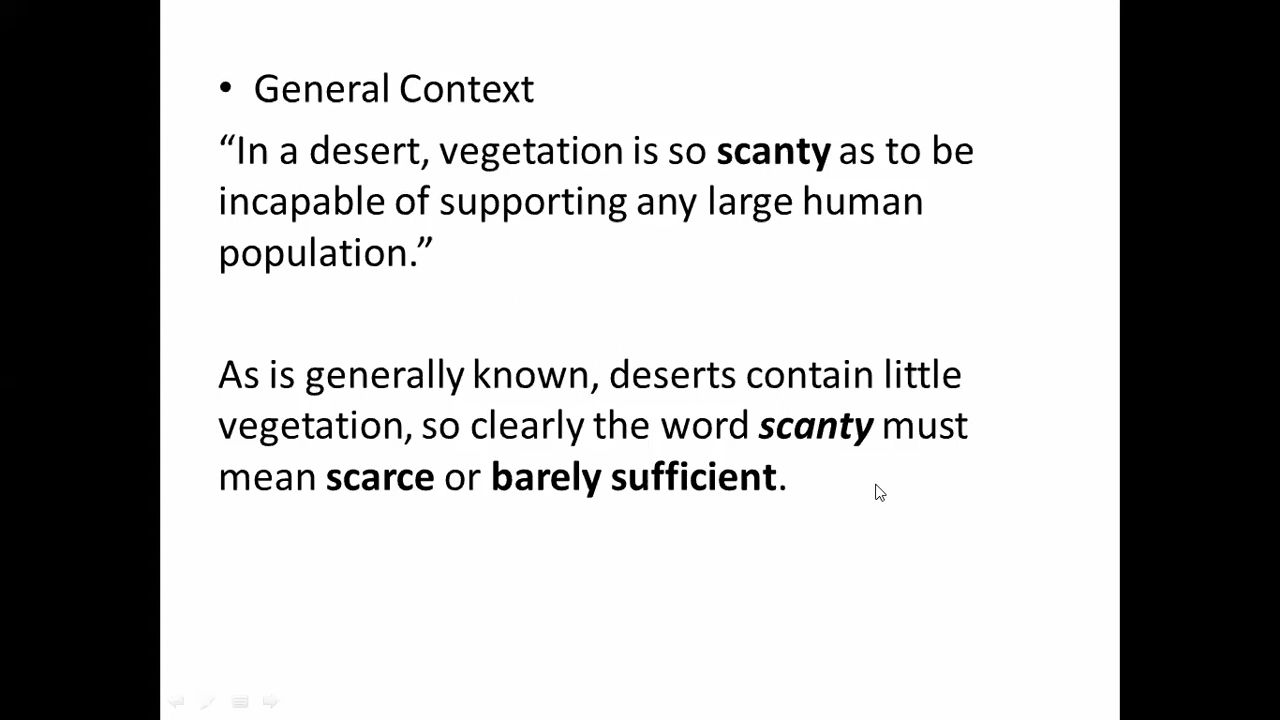 • General Context
“In a desert, vegetation is so scanty as to be
incapable of supporting any large human
population.”
As is generally known, deserts contain little
vegetation, so clearly the word scanty must
mean scarce or barely sufficient.